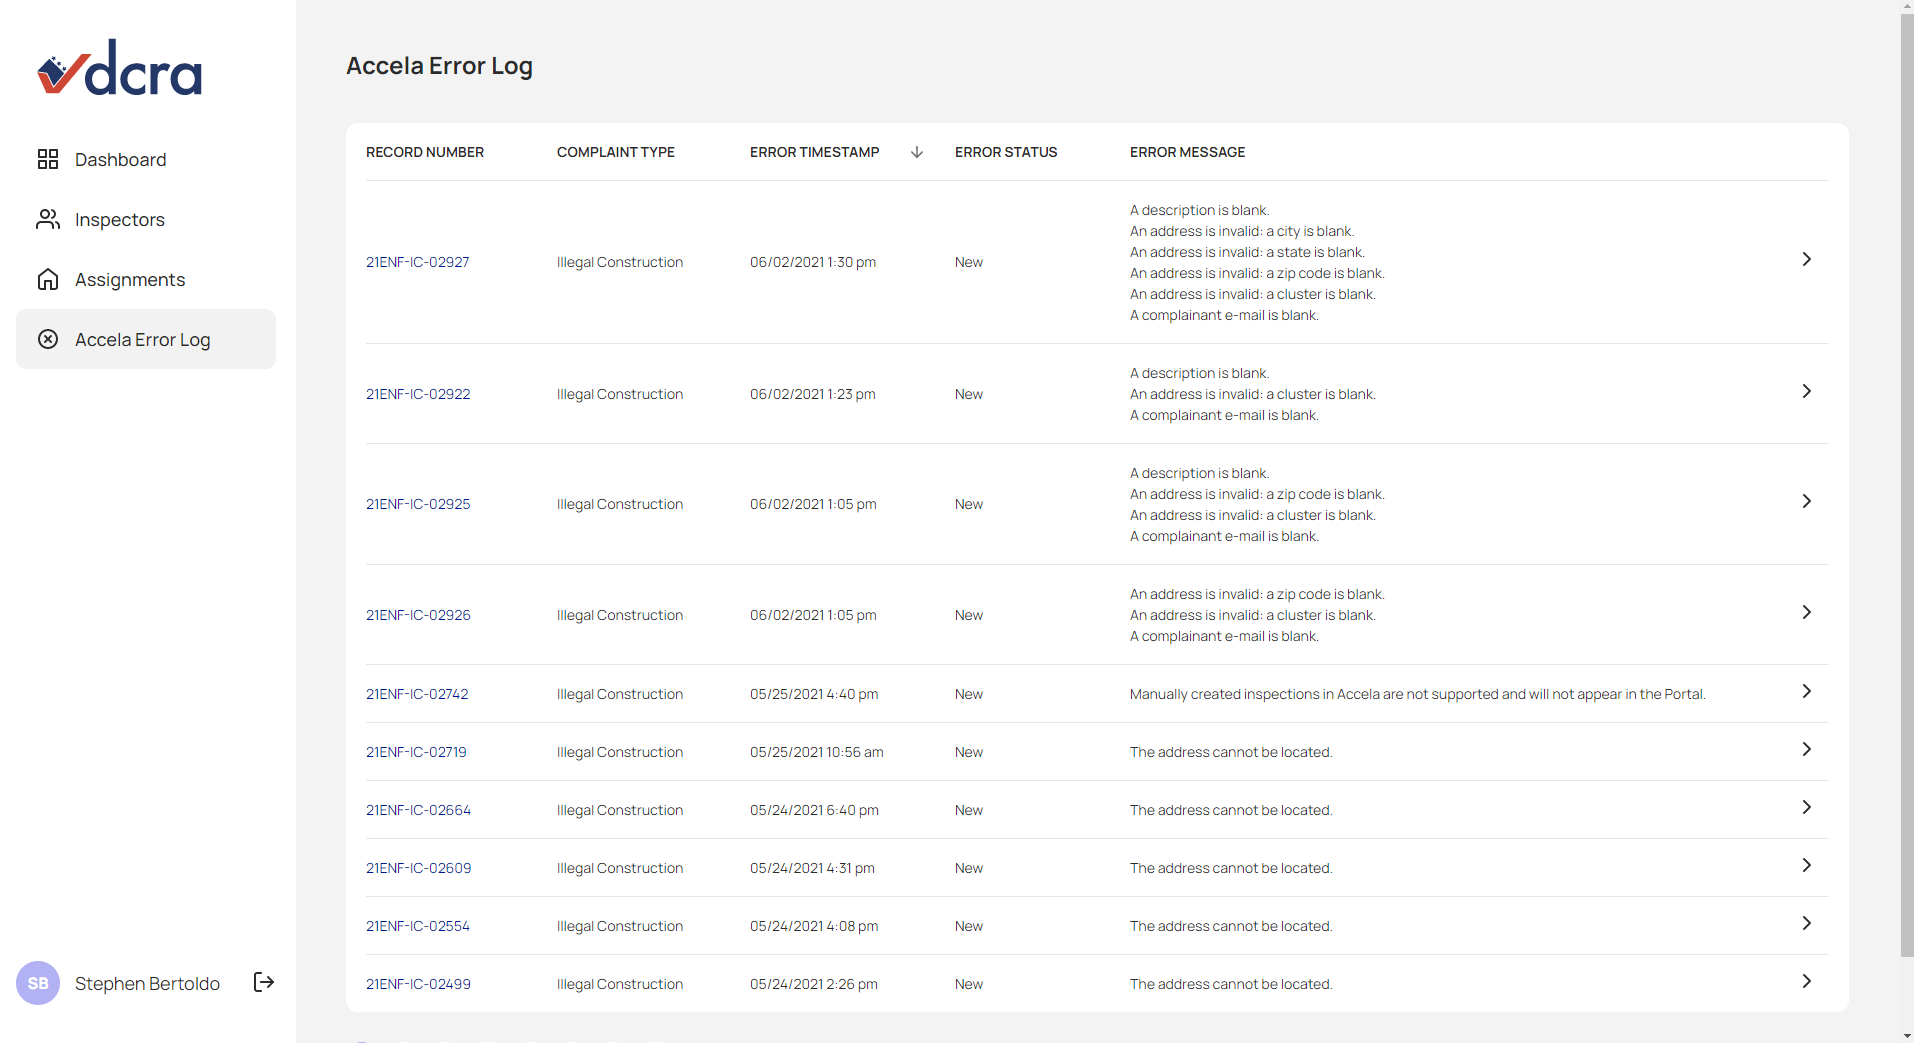 dcra
Dashboard
Inspectors
Assignments
Accela Error Log
SB
Stephen Bertoldo
Accela Error Log
RECORD NUMBER COMPLAINT TYPE ERROR TIMESTAMP ERROR STATUS ERROR MESSAGE
21ENF-IC-02927 Illegal Construction 06/02/2021 1:30 pm New
A description is blank.
An address is invalid: a city is blank.
An address is invalid: a state is blank.
An address is invalid: a zip code is blank.
An address is invalid: a cluster is blank.
A complainant e-mail is blank.
21ENF-IC-02922 Illegal Construction 06/02/2021 1:23 pm New
A description is blank.
An address is invalid: a cluster is blank.
A complainant e-mail is blank.
21ENF-IC-02925 Illegal Construction 06/02/2021 1:05 pm New
A description is blank.
An address is invalid: a zip code is blank.
An address is invalid: a cluster is blank.
A complainant e-mail is blank.
21ENF-IC-02926 Illegal Construction 06/02/2021 1:05 pm New
An address is invalid: a zip code is blank.
An address is invalid: a cluster is blank.
A complainant e-mail is blank.
21ENF-IC-02742 Illegal Construction 05/25/2021 4:40 pm New Manually created inspections in Accela are not supported and will not appear in the Portal.
21ENF-IC-02719 Illegal Construction 05/25/2021 10:56 am New The address cannot be located.
21ENF-IC-02664 Illegal Construction 05/24/2021 6:40 pm New The address cannot be located.
21ENF-IC-02609 Illegal Construction 05/24/2021 4:31 pm New The address cannot be located.
21ENF-IC-02554 Illegal Construction 05/24/2021 4:08 pm New The address cannot be located.
21ENF-IC-02499 Illegal Construction 05/24/2021 2:26 pm New The address cannot be located.